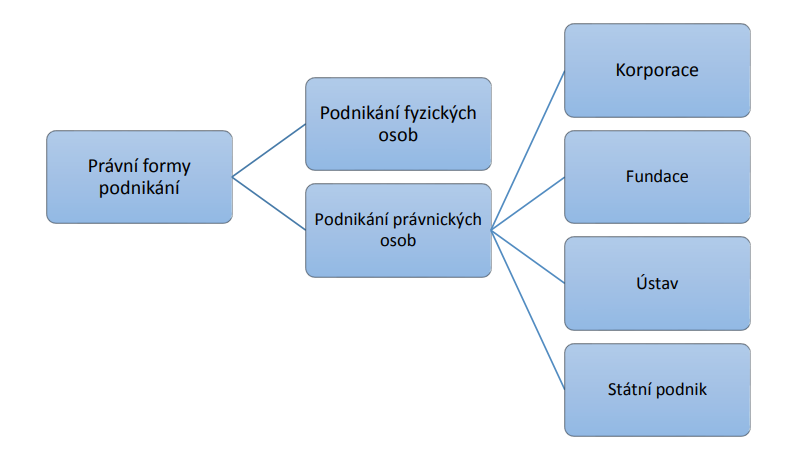 Právní formy
podnikání
Podnikání fyzických
osob
Podnikání právnických
osob
Korporace
Fundace
Ústav
Státní podnik